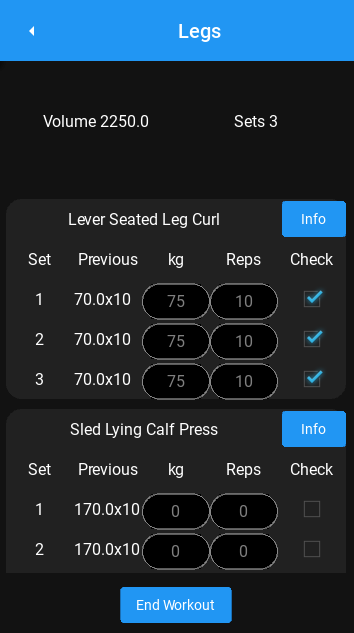 Legs
Volume 2250.0 Sets 3
Lever Seated Leg Curl Info
Set Previous kg Reps Check
1 70.0x10 75 10
2 70.0x10 75 10
3 70.0x10 75 10
Sled Lying Calf Press Info
Set Previous kg Reps Check
1 170.0x10 0 0
2 170.0x10 0 0
End Workout